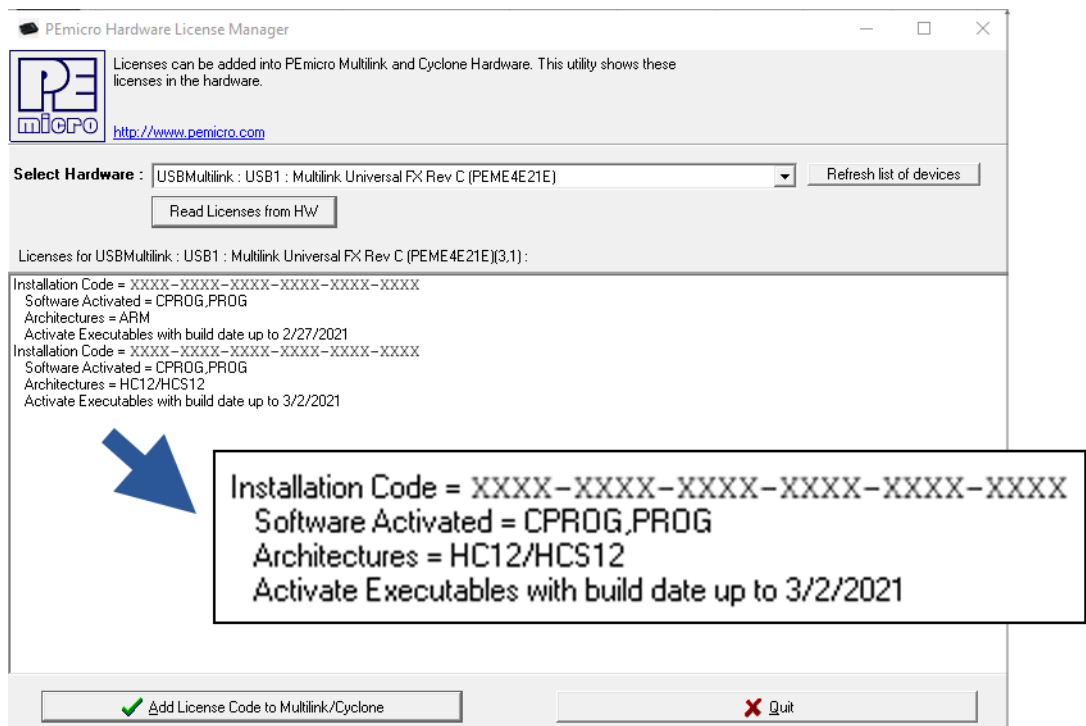 PEmicro Hardware License Manager
PE
micro
Licenses can be added into PEmicro Multilink and Cyclone Hardware. This utility shows these
licenses in the hardware.
http://www.pemicro.com
Select Hardware : USBMultilink : USB1 : Multilink Universal FX Rev C (PEME4E21E) Refresh list of devices
Read Licenses from HW
Licenses for USBMultilink : USB1 : Multilink Universal FX Rev C (PEME4E21E)(3,1) :
Installation Code = XXXX-XXXX-XXXX-XXXX-XXXX-XXXX
Software Activated = CPROG,PROG
Architectures = ARM
Activate Executables with build date up to 2/27/2021
Installation Code = XXXX-XXXX-XXXX-XXXX-XXXX-XXXX
Software Activated = CPROG,PROG
Architectures = HC12/HCS12
Activate Executables with build date up to 3/2/2021
Installation Code = XXXX-XXXX-XXXX-XXXX-XXXX-XXXX
Software Activated = CPROG,PROG
Architectures = HC12/HCS12
Activate Executables with build date up to 3/2/2021
Add License Code to Multilink/Cyclone Quit